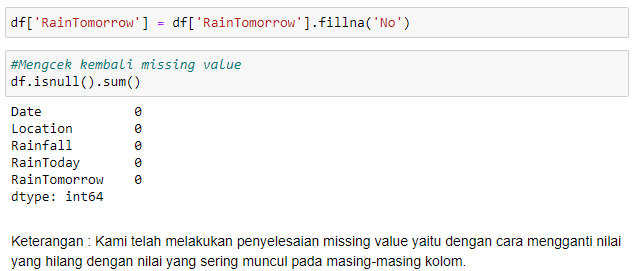 df['RainTomorrow'] = df['RainTomorrow'].fillna('No')
#Mengcek kembali missing value
df.isnull().sum()
Date 0
Location 0
Rainfall 0
RainToday 0
RainTomorrow 0
dtype: int64
Keterangan : Kami telah melakukan penyelesaian missing value yaitu dengan cara mengganti nilai
yang hilang dengan nilai yang sering muncul pada masing-masing kolom.